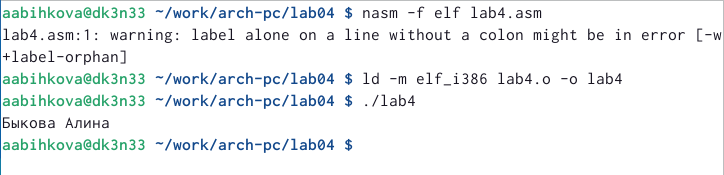 aabihkova@dk3n33 ~/work/arch-pc/lab04 $ nasm -f elf lab4.asm
lab4.asm:1: warning: label alone on a line without a colon might be in error [-w
+label-orphan]
aabihkova@dk3n33 ~/work/arch-pc/lab04 $ ld -m elf_i386 lab4.o -o lab4
aabihkova@dk3n33 ~/work/arch-pc/lab04 $ ./lab4
Быкова Алина
aabihkova@dk3n33 ~/work/arch-pc/lab04 $